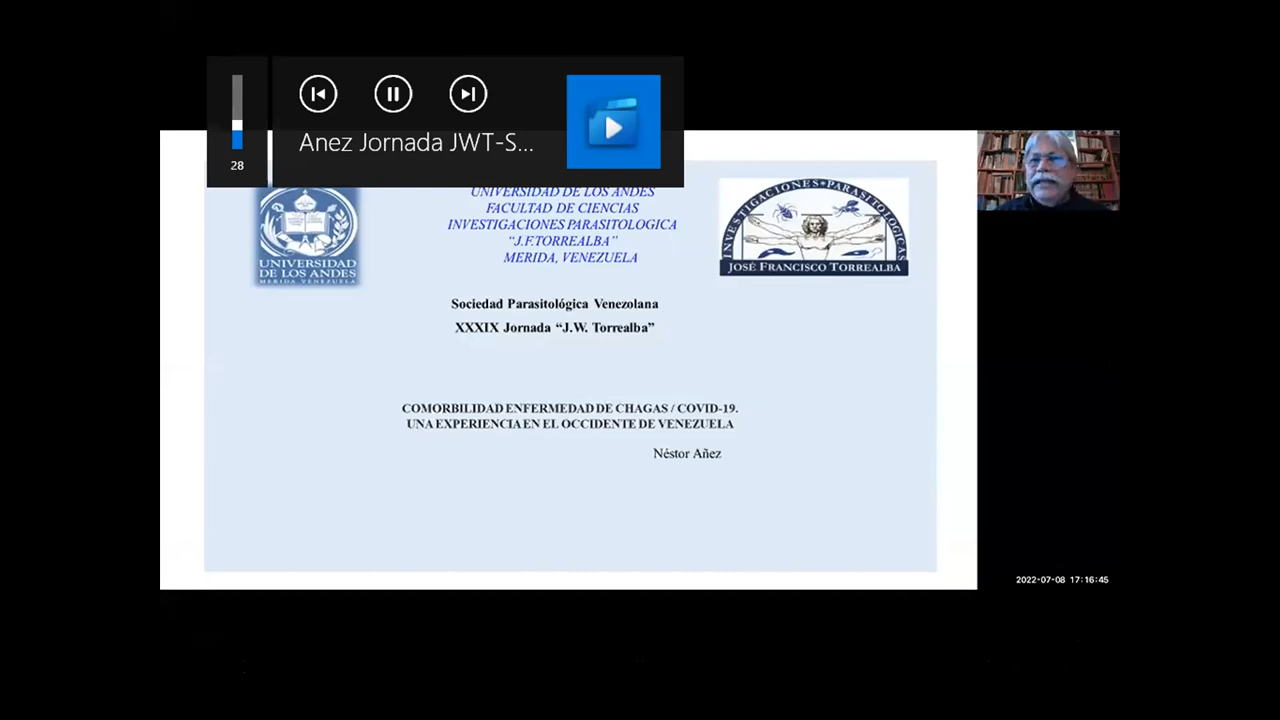 28
Anez Jornada JWT-S...
UNIVERSIDAD DE LOS ANDES
FACULTAD DE CIENCIAS
INVESTIGACIONES PARASITOLOGICA
“J.F.TORREALBA”
MERIDA, VENEZUELA
UNIVERSIDAD
DE LOS ANDES
MERIDA VENEZUELA
INVESTIGACIONES•PARASITOLOGICAS
JOSÉ FRANCISCO TORREALBA
Sociedad Parasitológica Venezolana
XXXIX Jornada “J.W. Torrealba”
COMORBILIDAD ENFERMEDAD DE CHAGAS / COVID-19.
UNA EXPERIENCIA EN EL OCCIDENTE DE VENEZUELA
Néstor Añez
2022-07-08 17:16:45